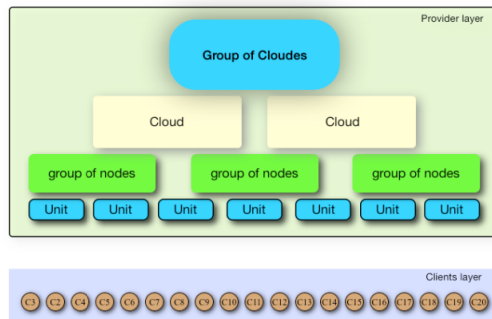 Provider layer
Group of Cloudes
Cloud Cloud
group of nodes group of nodes group of nodes
Unit Unit Unit Unit Unit Unit Unit
Clients layer
C3 C2 C4 C5 C6 C7 C8 C9 C10 C11 C12 C13 C14 C15 C16 C17 C18 C19 C20